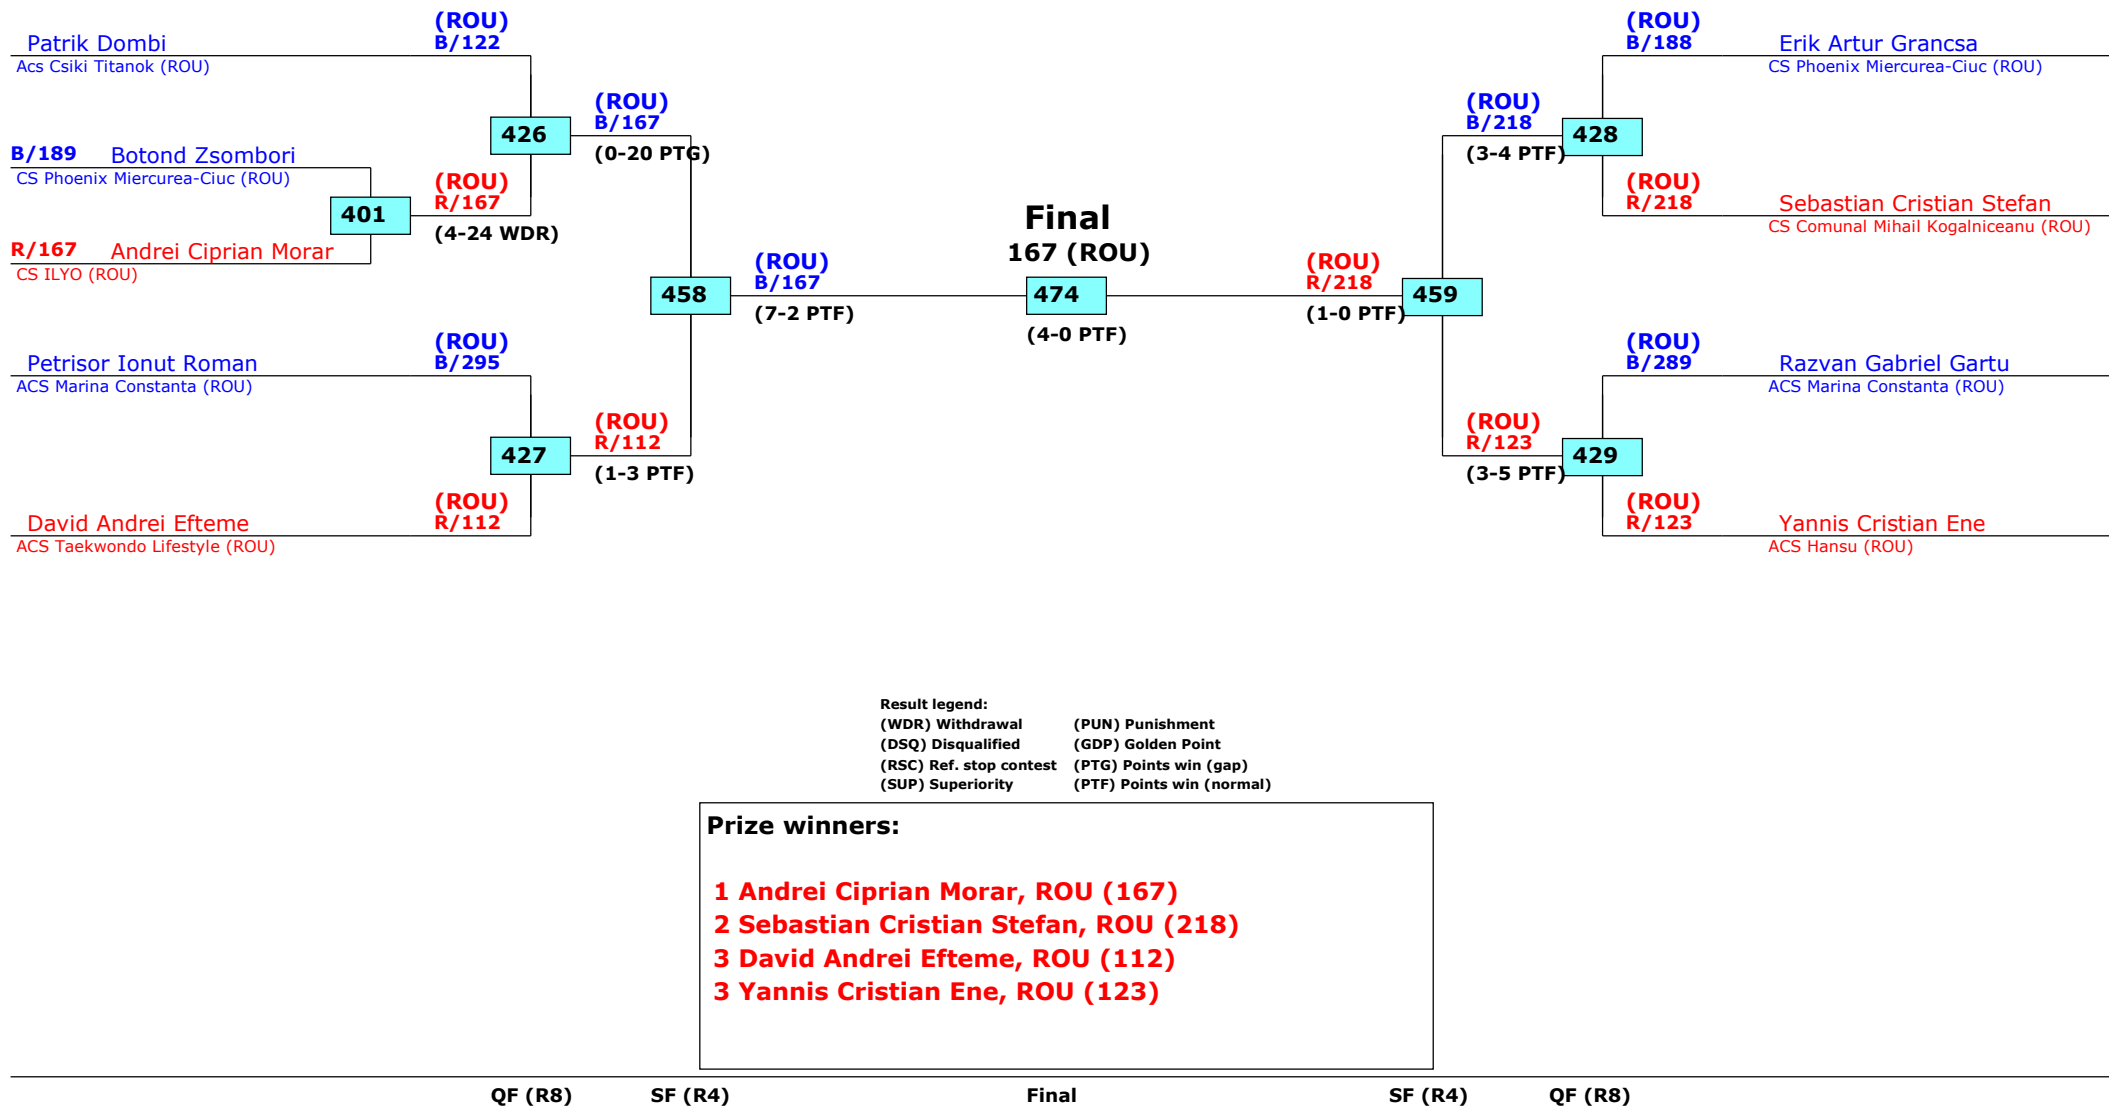 (ROU)
B/122
Patrik Dombi
Acs Csiki Titanok (ROU)
426
(ROU)
B/167
(0-20 PTG)
B/189 Botond Zsombori
CS Phoenix Miercurea-Ciuc (ROU)
401
(ROU)
R/167
(4-24 WDR)
R/167 Andrei Ciprian Morar
CS ILYO (ROU)
458
(ROU)
B/167
(7-2 PTF)
Petrisor Ionut Roman
ACS Marina Constanta (ROU)
(ROU)
B/295
427
(ROU)
R/112
(1-3 PTF)
David Andrei Efteme
ACS Taekwondo Lifestyle (ROU)
(ROU)
R/112
Final
167 (ROU)
474
(4-0 PTF)
(ROU)
R/218
(1-0 PTF)
459
(ROU)
B/218
(3-4 PTF)
428
(ROU)
B/188
Erik Artur Grancsa
CS Phoenix Miercurea-Ciuc (ROU)
(ROU)
R/218
Sebastian Cristian Stefan
CS Comunal Mihail Kogalniceanu (ROU)
(ROU)
R/123
(3-5 PTF)
429
(ROU)
B/289
Razvan Gabriel Gartu
ACS Marina Constanta (ROU)
(ROU)
R/123
Yannis Cristian Ene
ACS Hansu (ROU)
Result legend:
(WDR) Withdrawal (PUN) Punishment
(DSQ) Disqualified (GDP) Golden Point
(RSC) Ref. stop contest (PTG) Points win (gap)
(SUP) Superiority (PTF) Points win (normal)
Prize winners:
1 Andrei Ciprian Morar, ROU (167)
2 Sebastian Cristian Stefan, ROU (218)
3 David Andrei Efteme, ROU (112)
3 Yannis Cristian Ene, ROU (123)
QF (R8) SF (R4) Final SF (R4) QF (R8)